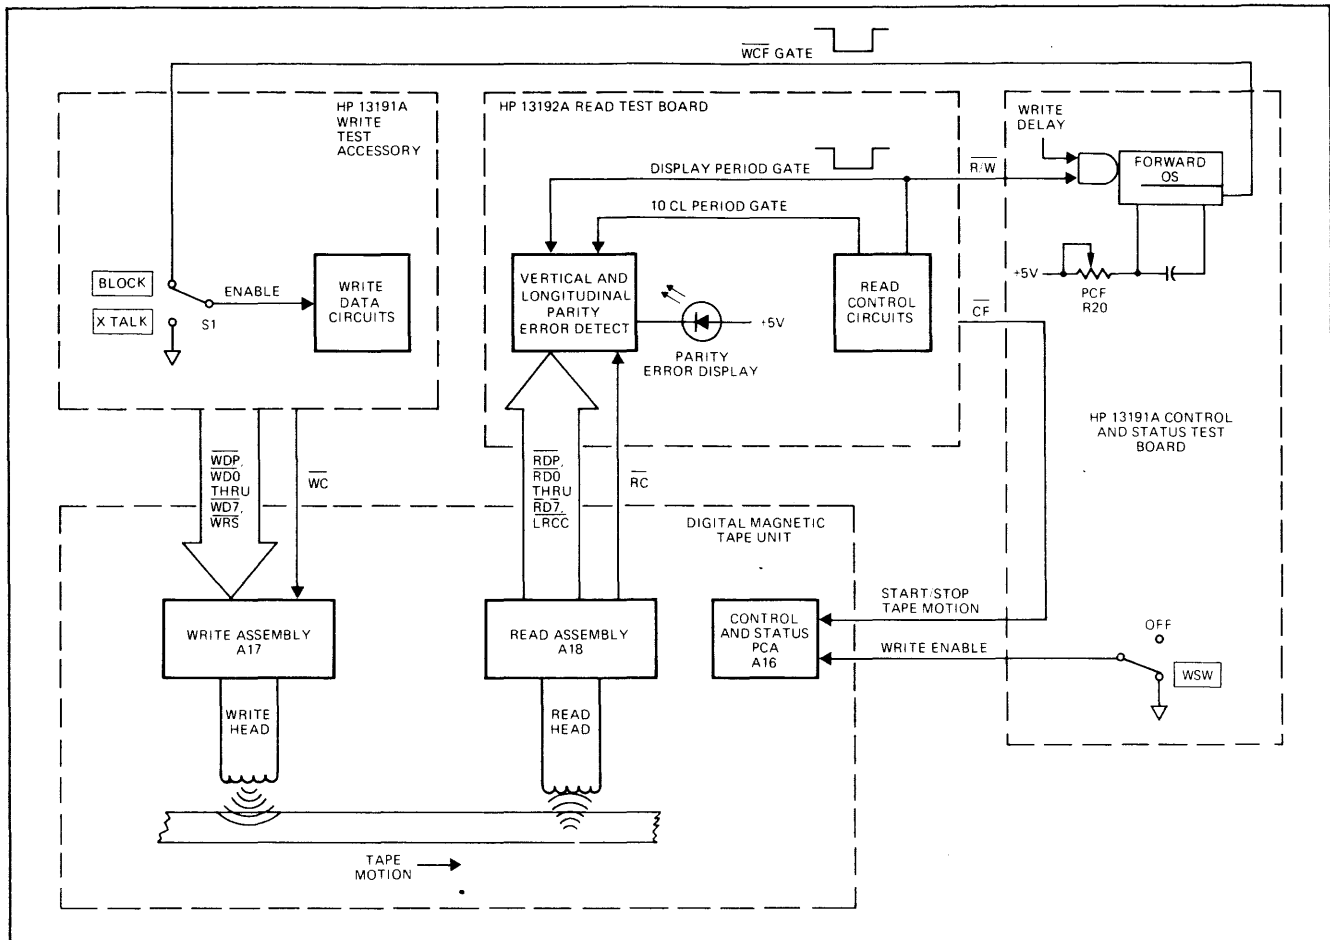 WCF GATE
HP 13191A
WRITE
TEST
ACCESSORY
BLOCK
X TALK
S1
ENABLE
WRITE
DATA
CIRCUITS
HP 13192A READ TEST BOARD
DISPLAY PERIOD GATE
10 CL PERIOD GATE
VERTICAL AND
LONGITUDINAL
PARITY
ERROR DETECT
+5V
PARITY
ERROR DISPLAY
READ
CONTROL
CIRCUITS
R/W
CF
WRITE
DELAY
FORWARD
OS
+5V
PCF
R20
HP 13191A CONTROL
AND STATUS TEST
BOARD
WDP,
WD0
THRU
WD7,
WRS
WC
RDP,
RD0
THRU
RD7,
LRCC
RC
DIGITAL MAGNETIC
TAPE UNIT
WRITE ASSEMBLY
A17
READ ASSEMBLY
A18
CONTROL
AND STATUS
PCA
A16
START/STOP
TAPE MOTION
WRITE ENABLE
OFF
WSW
WRITE
HEAD
READ
HEAD
TAPE
MOTION